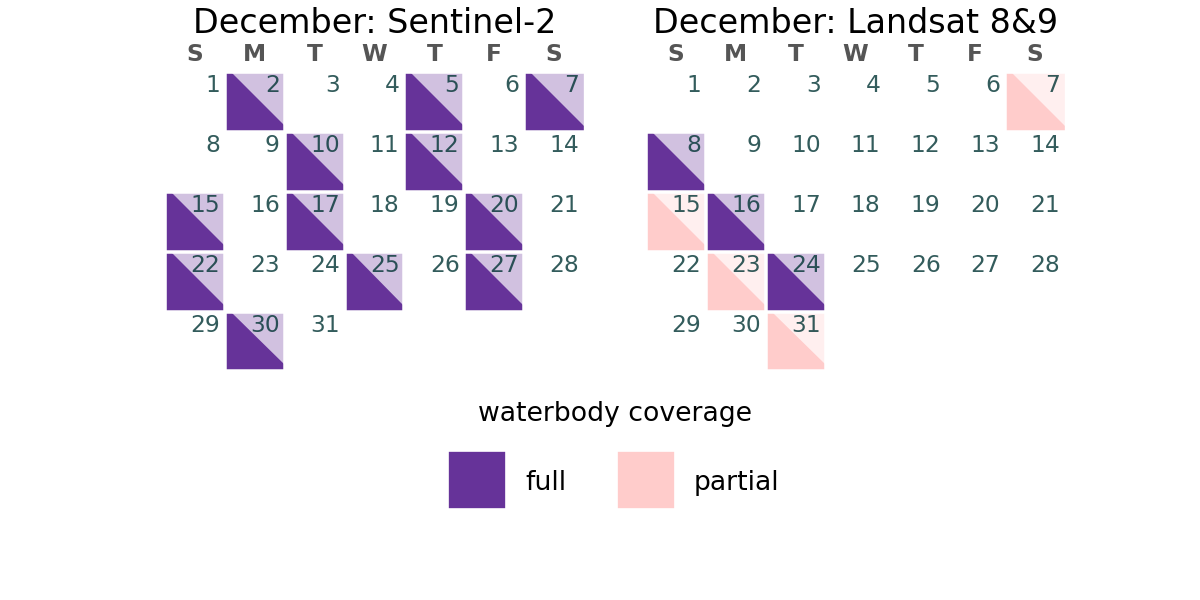 December: Sentinel-2
S M T W T F S
1 2 3 4 5 6 7
8 9 10 11 12 13 14
15 16 17 18 19 20 21
22 23 24 25 26 27 28
29 30 31
December: Landsat 8&9
S M T W T F S
1 2 3 4 5 6 7
8 9 10 11 12 13 14
15 16 17 18 19 20 21
22 23 24 25 26 27 28
29 30 31
waterbody coverage
full
partial